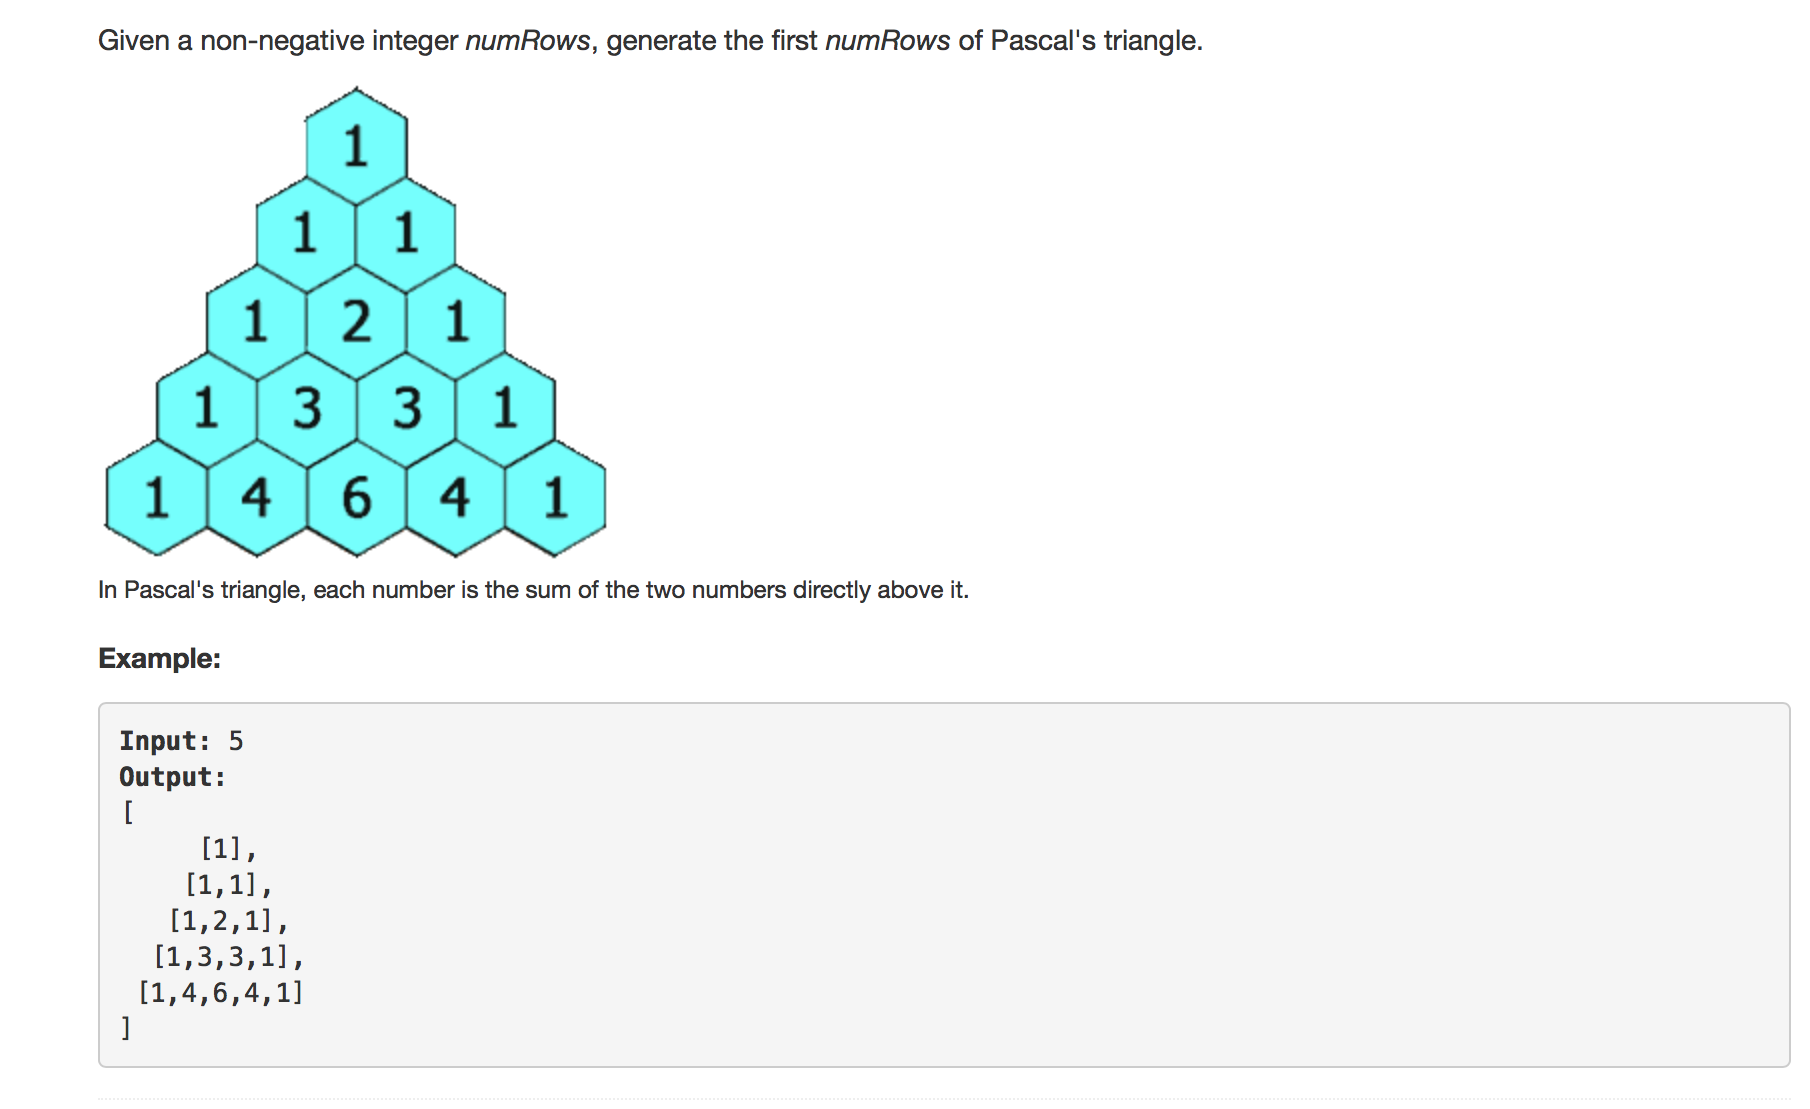 Given a non-negative integer numRows, generate the first numRows of Pascal's triangle.
1
1 1
1 2 1
1 3 3 1
1 4 6 4 1
In Pascal's triangle, each number is the sum of the two numbers directly above it.
Example:
Input: 5
Output:
[
     [1],
    [1,1],
   [1,2,1],
  [1,3,3,1],
 [1,4,6,4,1]
]